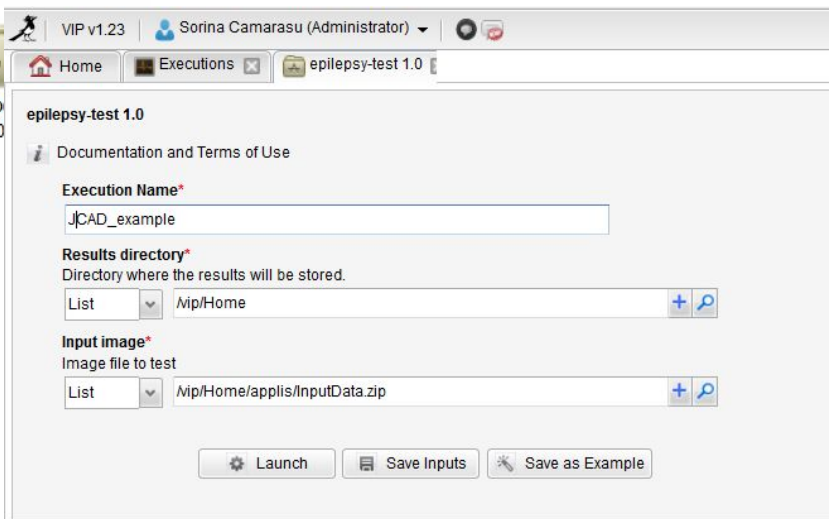 VIP v1.23 Sorina Camarasu (Administrator)
Home Executions epilepsy-test 1.0
epilepsy-test 1.0
Documentation and Terms of Use
Execution Name*
JCAD_example
Results directory*
Directory where the results will be stored.
List /vip/Home
Input image*
Image file to test
List /vip/Home/applis/InputData.zip
Launch Save Inputs Save as Example